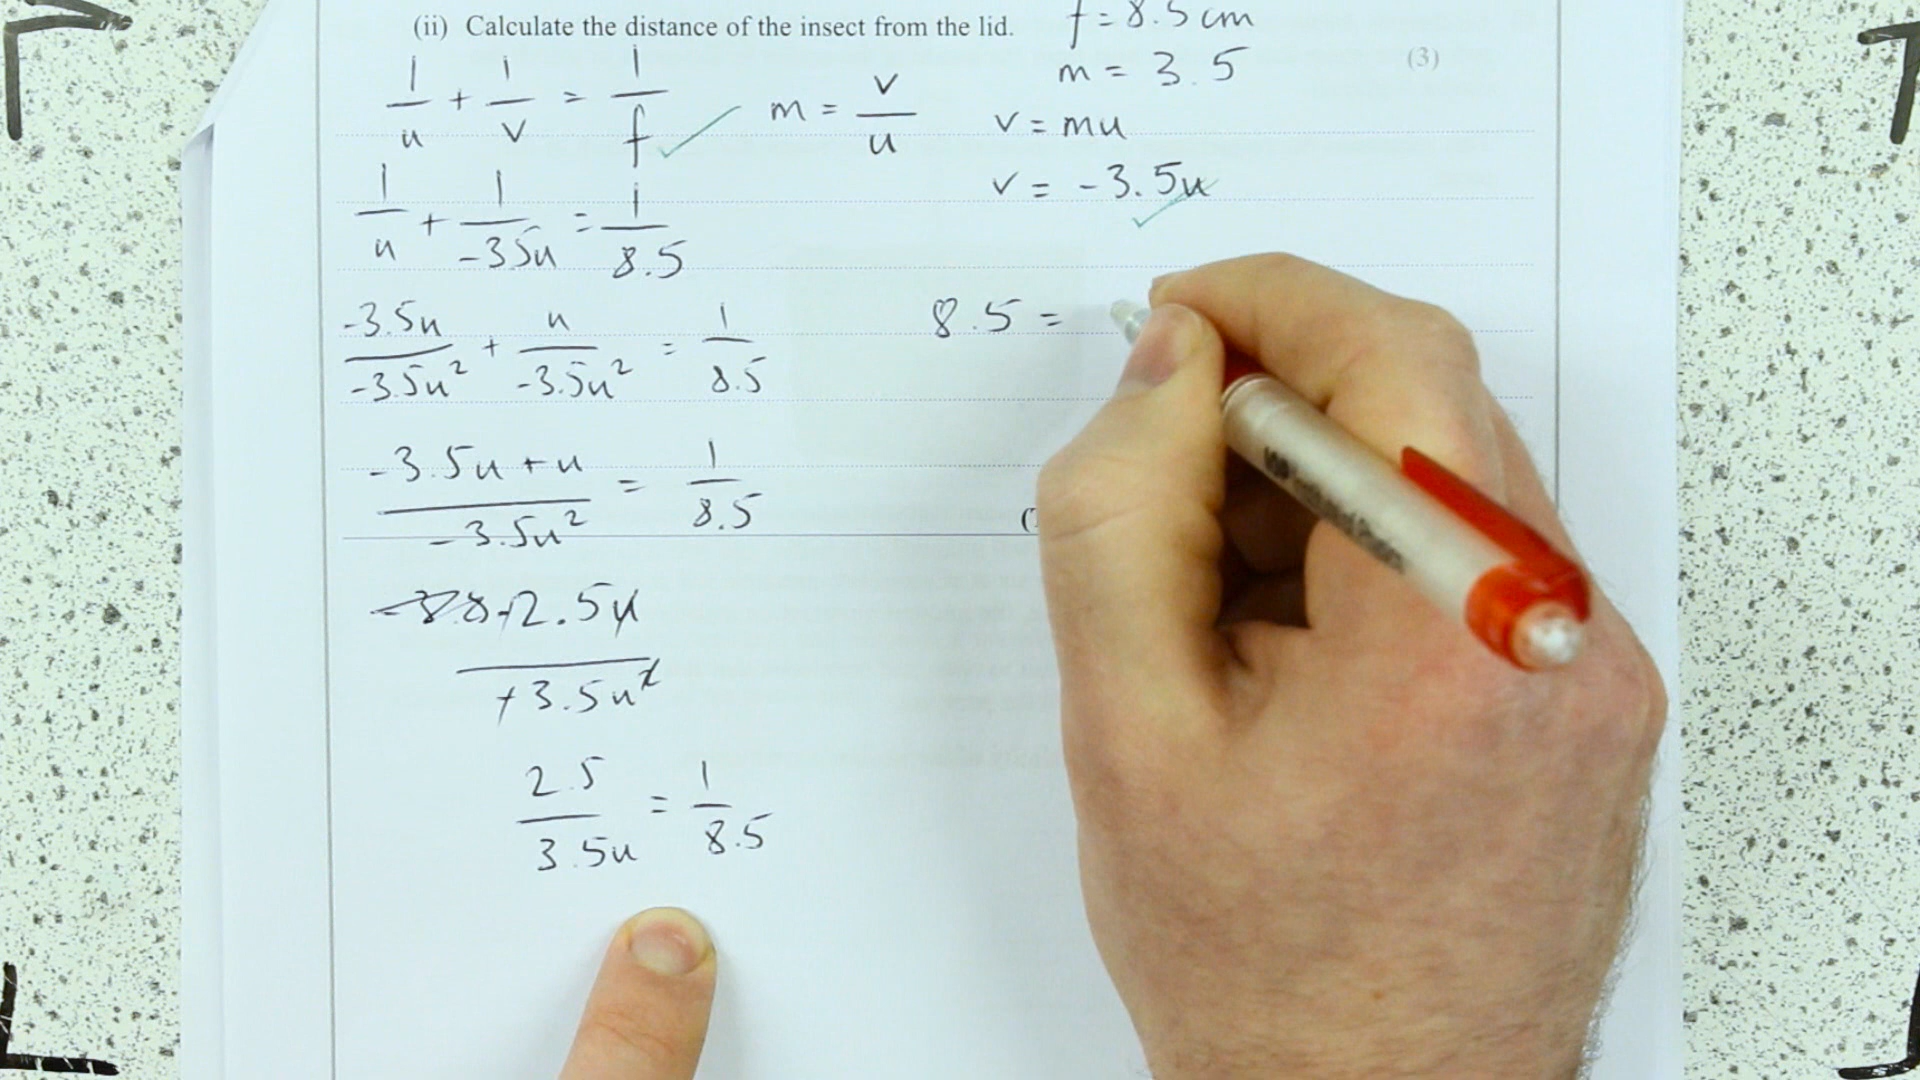 (ii) Calculate the distance of the insect from the lid.
f = 8.5 cm
(3)
m = 3.5
1/u + 1/v = 1/f ✓
m = v/u
v = mu
v = -3.5u ✓
1/u + 1/-3.5u = 1/8.5
-3.5u/-3.5u² + u/-3.5u² = 1/8.5
8.5 =
-3.5u + u/-3.5u² = 1/8.5
-2.5u/+3.5u²
2.5/3.5u = 1/8.5